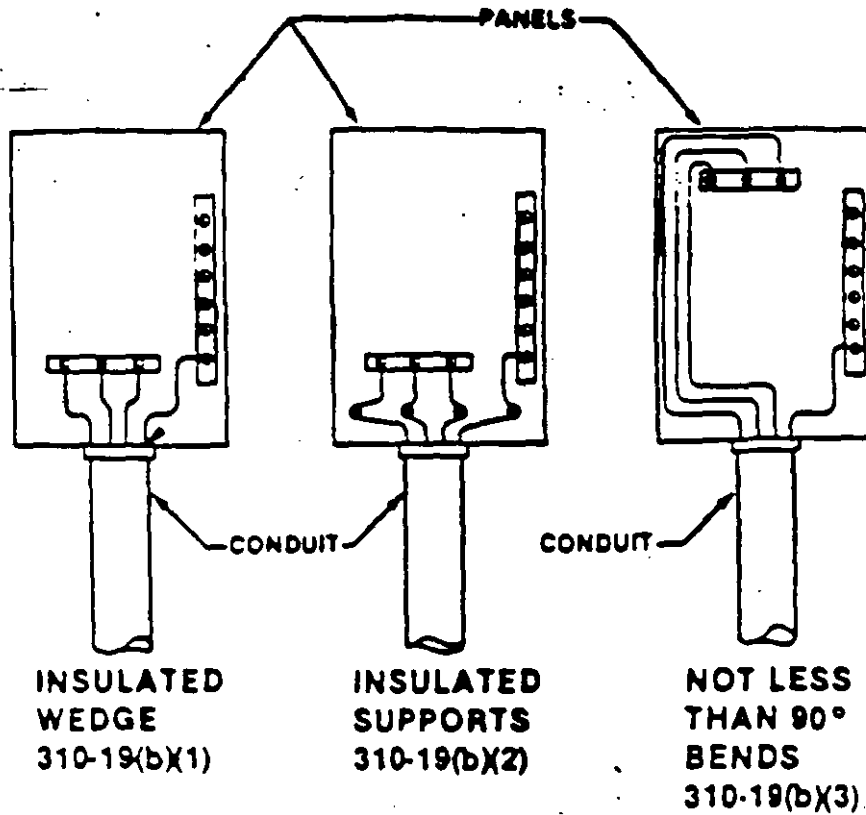 PANELS
CONDUIT
CONDUIT
INSULATED
WEDGE
310-19(b)(1)
INSULATED
SUPPORTS
310-19(b)(2)
NOT LESS
THAN 90°
BENDS
310-19(b)(3)